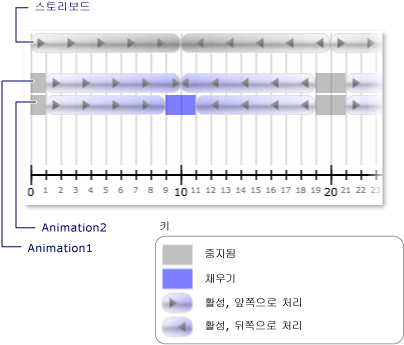 스토리보드
0 1 2 3 4 5 6 7 8 9 10 11 12 13 14 15 16 17 18 19 20 21 22 23
Animation2
Animation1
키
중지됨
채우기
활성, 앞쪽으로 처리
활성, 뒤쪽으로 처리